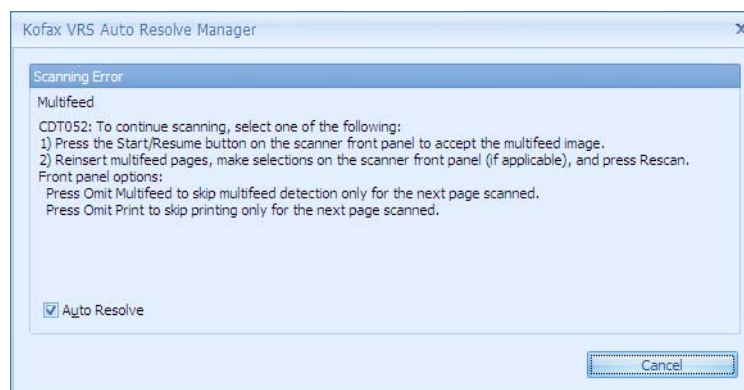 Kofax VRS Auto Resolve Manager
Scanning Error
Multifeed
CDT052: To continue scanning, select one of the following:
1) Press the Start/Resume button on the scanner front panel to accept the multifeed image.
2) Reinsert multifeed pages, make selections on the scanner front panel (if applicable), and press Rescan.
Front panel options:
Press Omit Multifeed to skip multifeed detection only for the next page scanned.
Press Omit Print to skip printing only for the next page scanned.
Auto Resolve
Cancel